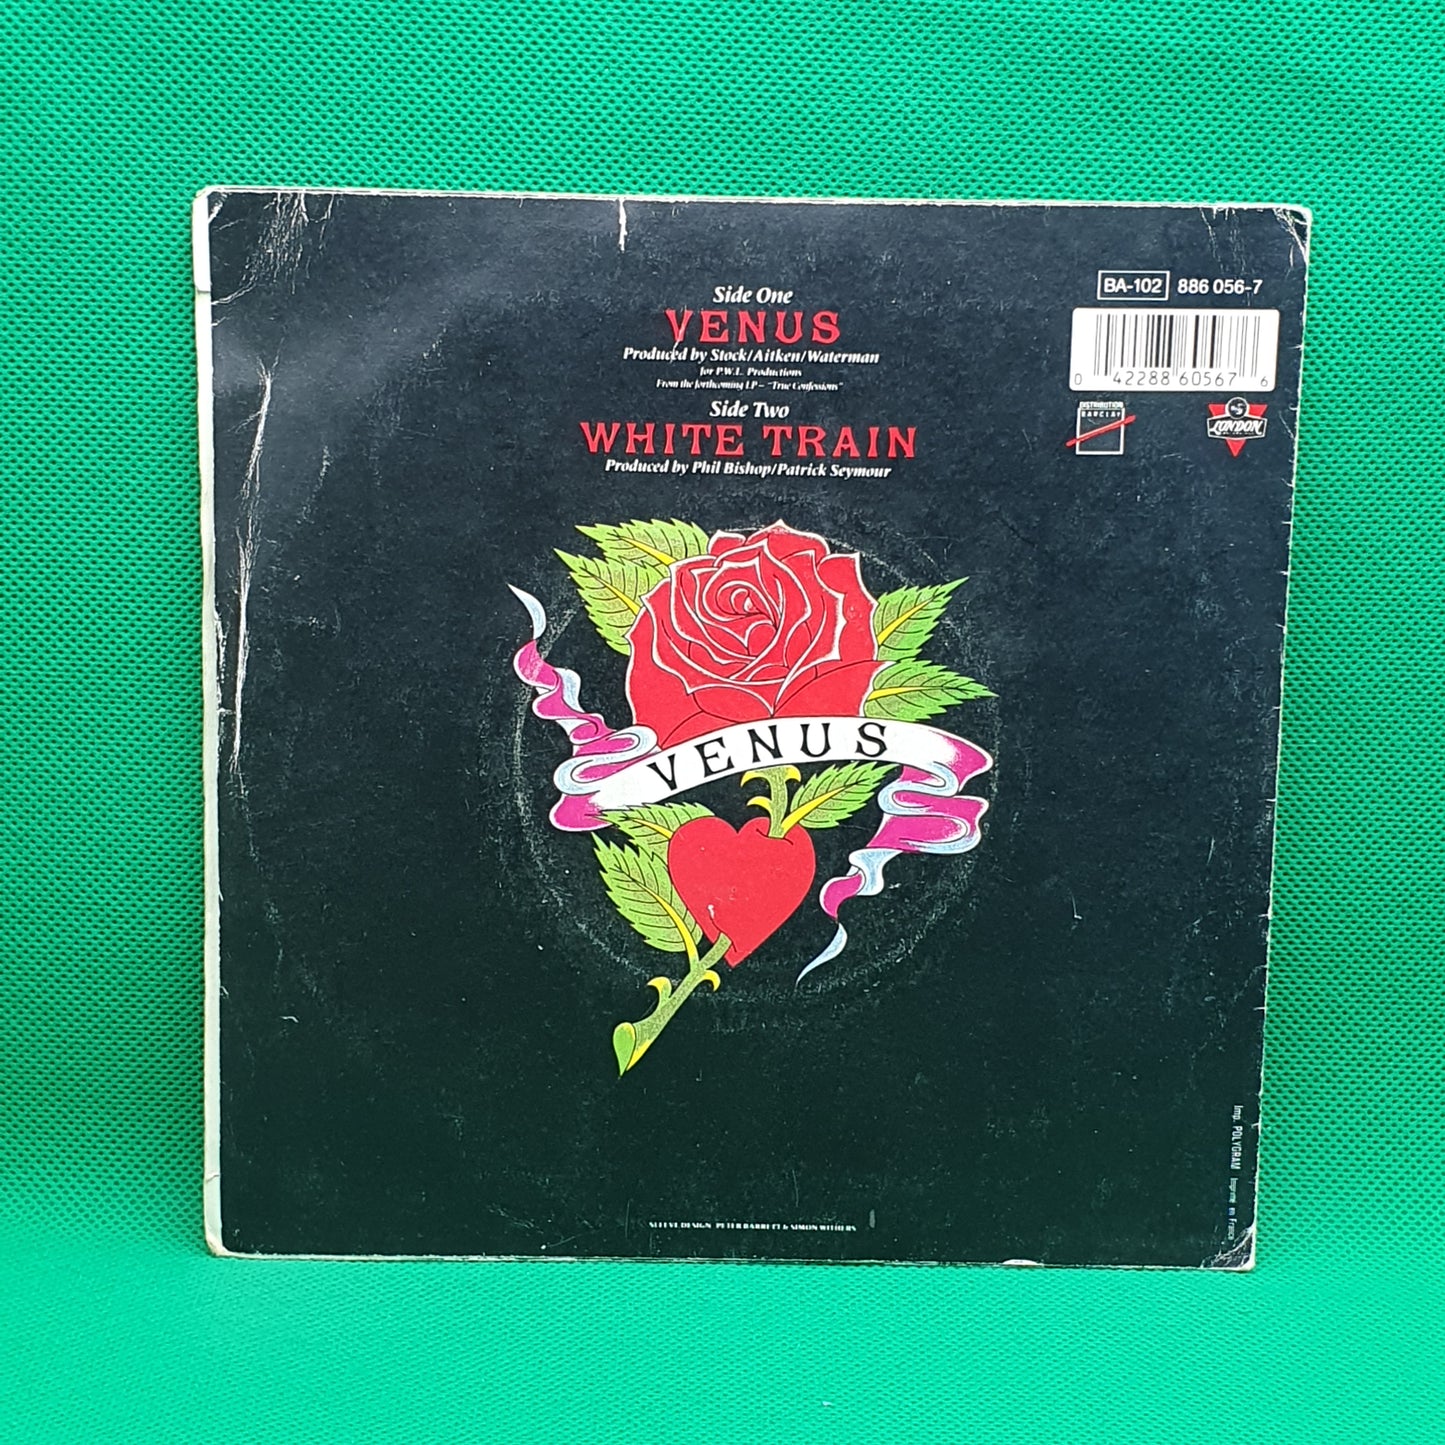 Side One
VENUS
Produced by Stock/Aitken/Waterman
for P.W.L. Productions
From the forthcoming LP – "True Confessions"
Side Two
WHITE TRAIN
Produced by Phil Bishop/Patrick Seymour
BA-102 886 056-7
0 42288 60567 6
DISTRIBUTION
BARCLAY
LONDON
VENUS
SLEEVE DESIGN PETER BARRETT & SIMON WITHERS
Imp. POLYGRAM Imprimé en France